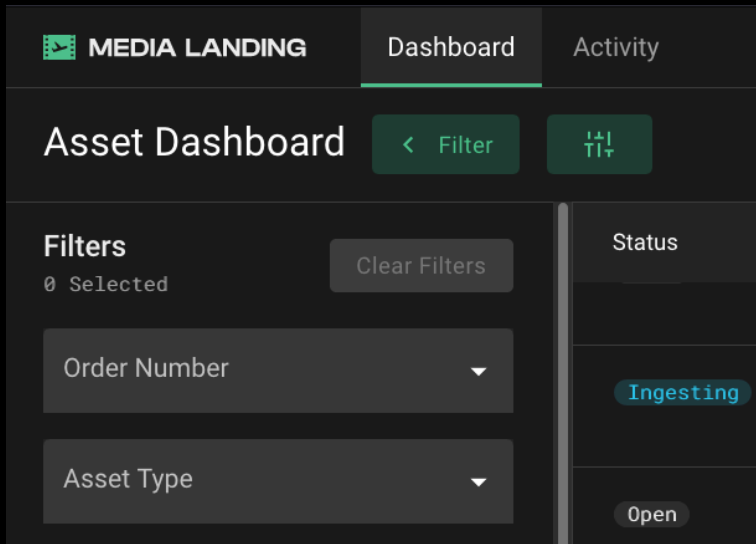 MEDIA LANDING
Dashboard
Activity
Asset Dashboard
Filter
Filters
0 Selected
Clear Filters
Order Number
Asset Type
Status
Ingesting
Open